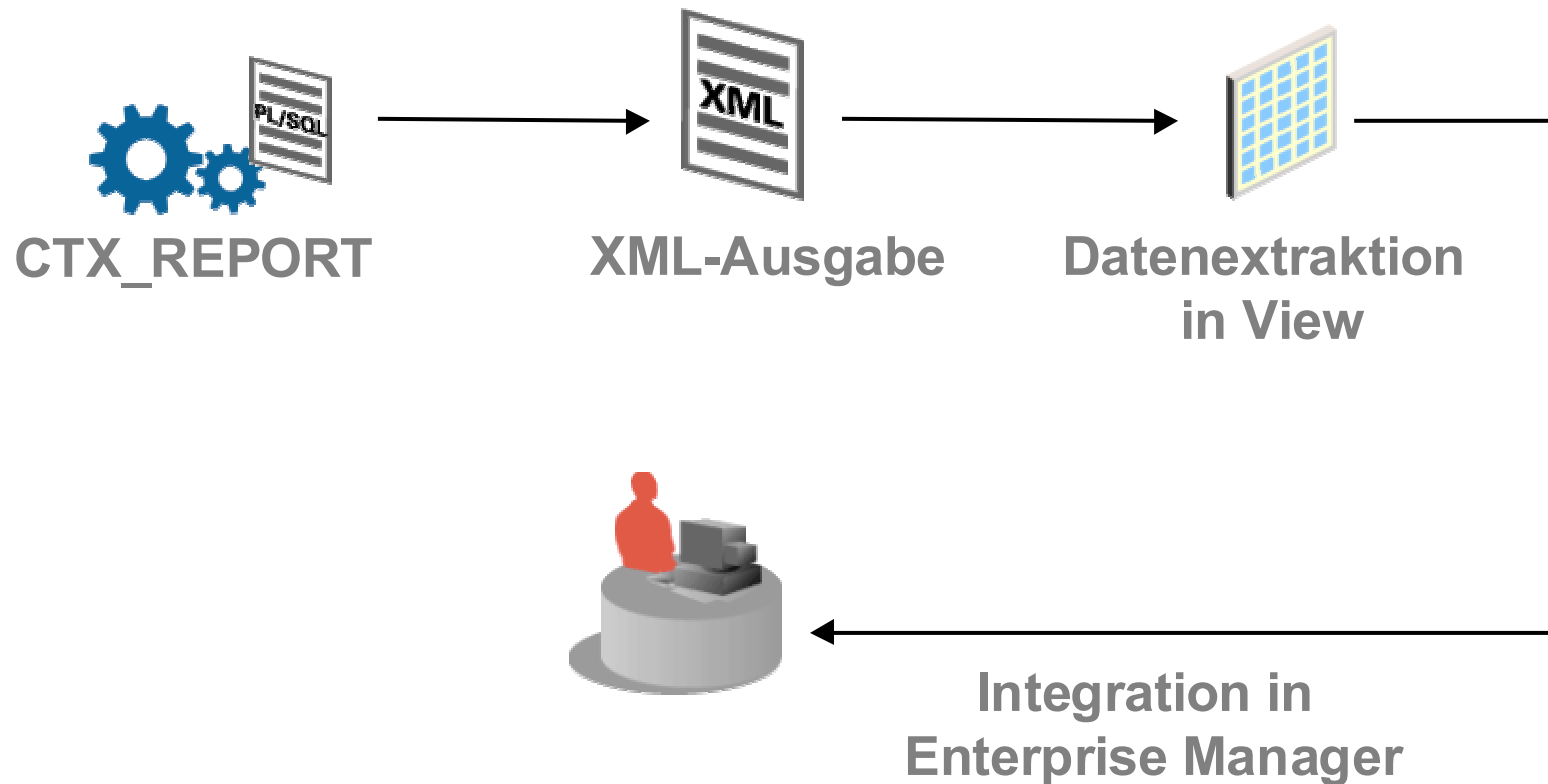 PL/SQL
XML
CTX_REPORT
XML-Ausgabe
Datenextraktion
in View
Integration in
Enterprise Manager